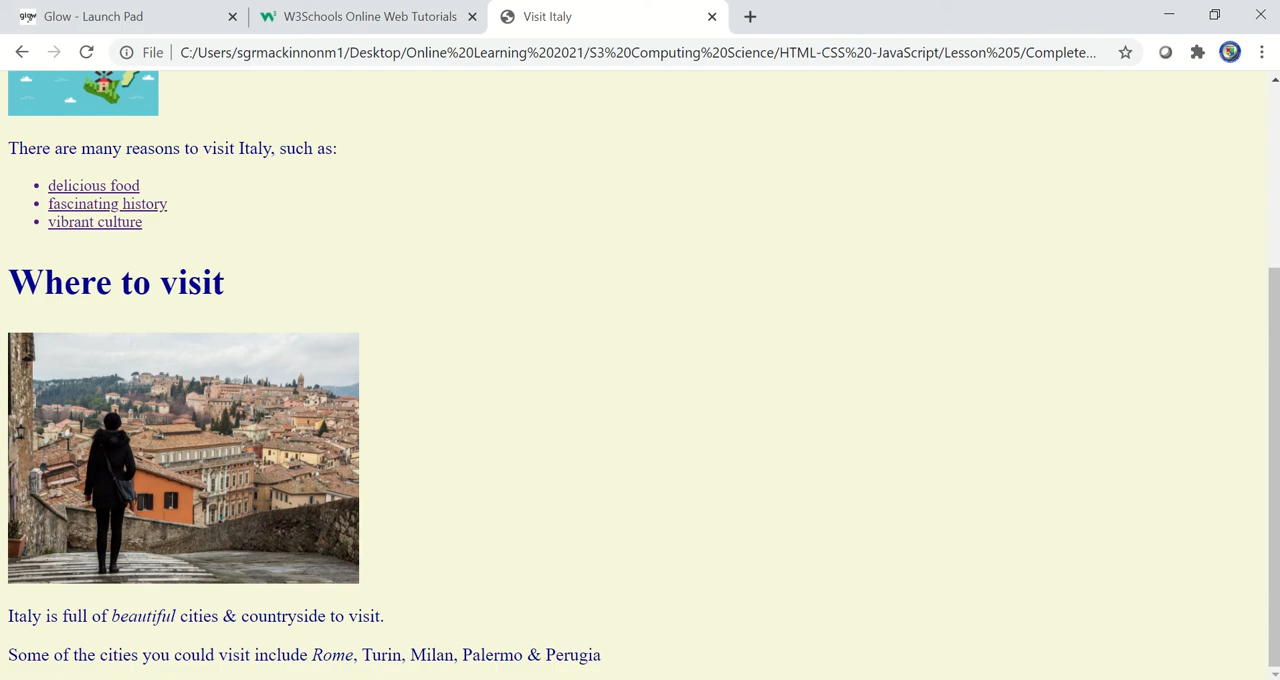 glow Glow - Launch Pad W3Schools Online Web Tutorials Visit Italy
File C:/Users/sgrmackinnonm1/Desktop/Online%20Learning%202021/S3%20Computing%20Science/HTML-CSS%20-JavaScript/Lesson%205/Complete...
There are many reasons to visit Italy, such as:
• delicious food
• fascinating history
• vibrant culture
Where to visit
Italy is full of beautiful cities & countryside to visit.
Some of the cities you could visit include Rome, Turin, Milan, Palermo & Perugia